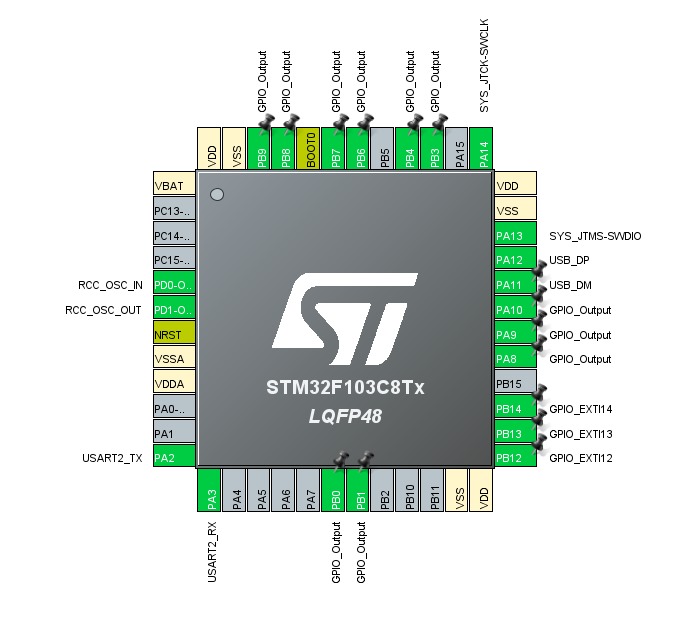 GPIO_Output
GPIO_Output
GPIO_Output
GPIO_Output
GPIO_Output
GPIO_Output
SYS_JTCK-SWCLK
VDD
VSS
PB9
PB8
BOOT0
PB7
PB6
PB5
PB4
PB3
PA15
PA14
VBAT
PC13-..
PC14-..
PC15-..
RCC_OSC_IN PD0-O..
RCC_OSC_OUT PD1-O..
NRST
VSSA
VDDA
PA0-..
PA1
USART2_TX PA2
ST
STM32F103C8Tx
LQFP48
VDD
VSS
PA13 SYS_JTMS-SWDIO
PA12 USB_DP
PA11 USB_DM
PA10 GPIO_Output
PA9 GPIO_Output
PA8 GPIO_Output
PB15
PB14 GPIO_EXTI14
PB13 GPIO_EXTI13
PB12 GPIO_EXTI12
PA3
PA4
PA5
PA6
PA7
PB0
PB1
PB2
PB10
PB11
VSS
VDD
USART2_RX
GPIO_Output
GPIO_Output